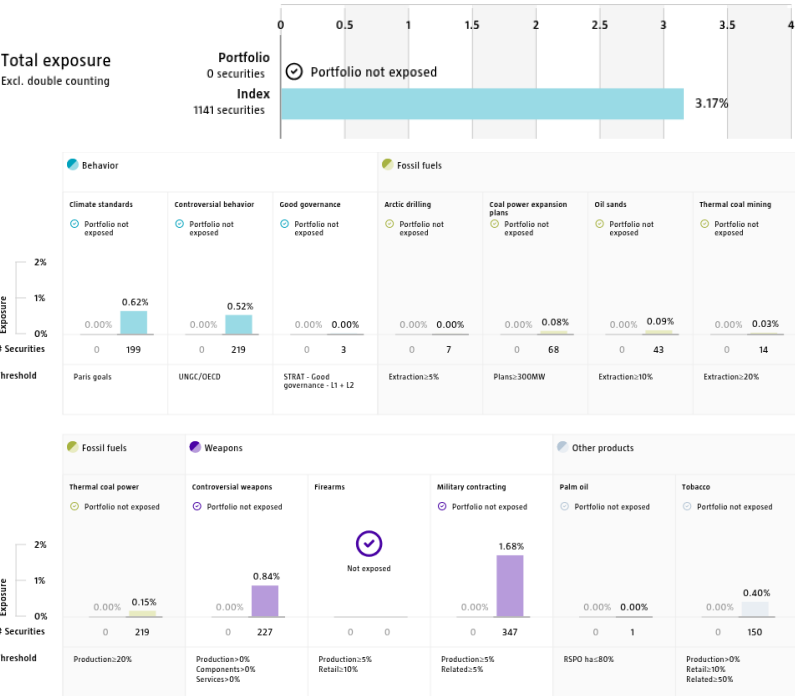 0 0.5 1 1.5 2 2.5 3 3.5 4
Total exposure
Excl. double counting
Portfolio
0 securities
Portfolio not exposed
Index
1141 securities
3.17%
Behavior
Fossil fuels
Climate standards
Controversial behavior
Good governance
Arctic drilling
Coal power expansion
plans
Oil sands
Thermal coal mining
Portfolio not
exposed
Portfolio not
exposed
Portfolio not
exposed
Portfolio not
exposed
Portfolio not
exposed
Portfolio not
exposed
Portfolio not
exposed
Exposure
2%
1%
0%
0.00% 0.62%
0.00% 0.52%
0.00% 0.00%
0.00% 0.00%
0.00% 0.08%
0.00% 0.09%
0.00% 0.03%
# Securities
0 199
0 219
0 3
0 7
0 68
0 43
0 14
hreshold
Paris goals
UNGC/OECD
STRAT - Good
governance - L1 + L2
Extraction≥5%
Plans≥300MW
Extraction≥10%
Extraction≥20%
Fossil fuels
Weapons
Other products
Thermal coal power
Controversial weapons
Firearms
Military contracting
Palm oil
Tobacco
Portfolio not exposed
Portfolio not exposed
Not exposed
Portfolio not exposed
Portfolio not exposed
Portfolio not exposed
Exposure
2%
1%
0%
0.00% 0.15%
0.00% 0.84%
0.00% 1.68%
0.00% 0.00%
0.00% 0.40%
# Securities
0 219
0 227
0 0
0 347
0 1
0 150
hreshold
Production≥20%
Production>0%
Components>0%
Services>0%
Production≥5%
Retail≥10%
Production≥5%
Related≥5%
RSPO ha≤80%
Production>0%
Retail≥10%
Related≥50%